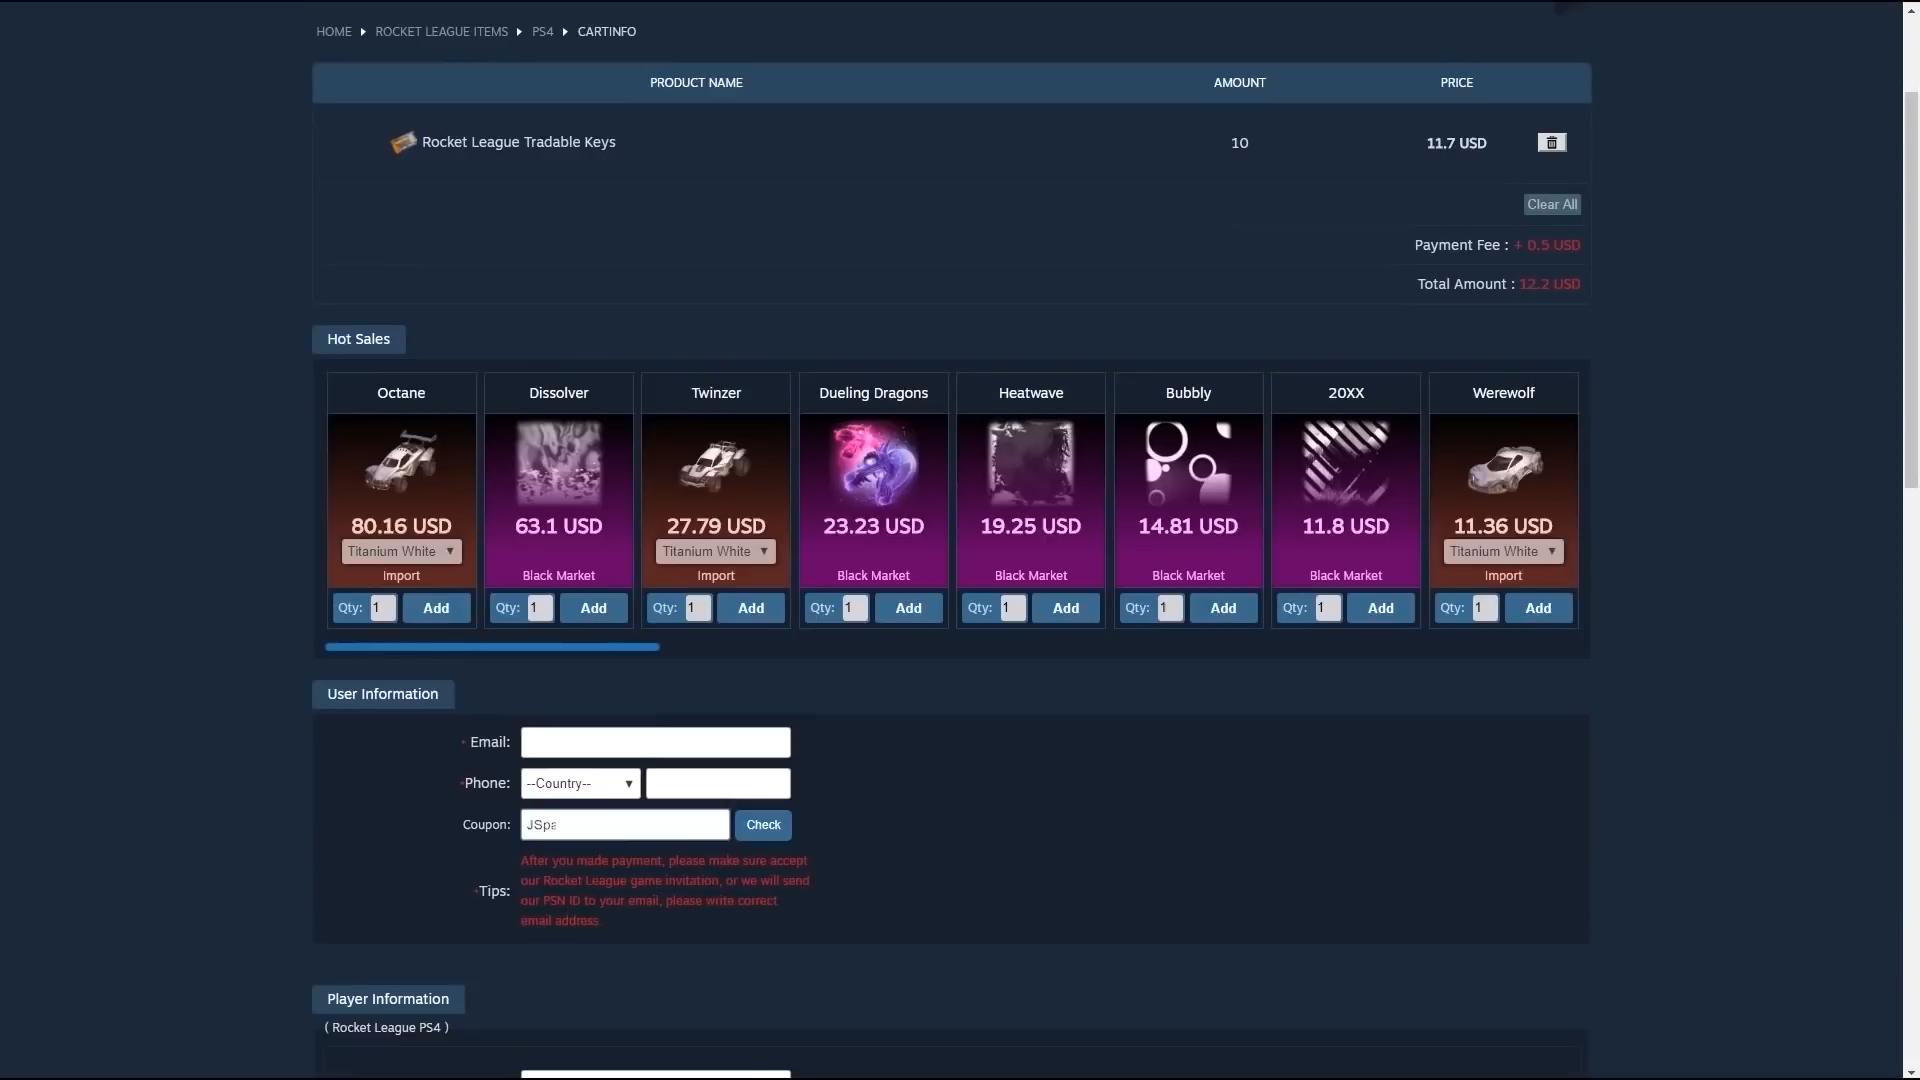 HOME ROCKET LEAGUE ITEMS PS4 CARTINFO
PRODUCT NAME AMOUNT PRICE
Rocket League Tradable Keys 10 11.7 USD
Clear All
Payment Fee : + 0.5 USD
Total Amount : 12.2 USD
Hot Sales
Octane Dissolver Twinzer Dueling Dragons Heatwave Bubbly 20XX Werewolf
80.16 USD 63.1 USD 27.79 USD 23.23 USD 19.25 USD 14.81 USD 11.8 USD 11.36 USD
Titanium White Titanium White Titanium White
Import Black Market Import Black Market Black Market Black Market Black Market Import
Qty: 1 Add Qty: 1 Add Qty: 1 Add Qty: 1 Add Qty: 1 Add Qty: 1 Add Qty: 1 Add Qty: 1 Add
User Information
* Email:
*Phone: --Country--
Coupon: JSpa Check
*Tips: After you made payment, please make sure accept
our Rocket League game invitation, or we will send
our PSN ID to your email, please write correct
email address.
Player Information
( Rocket League PS4 )